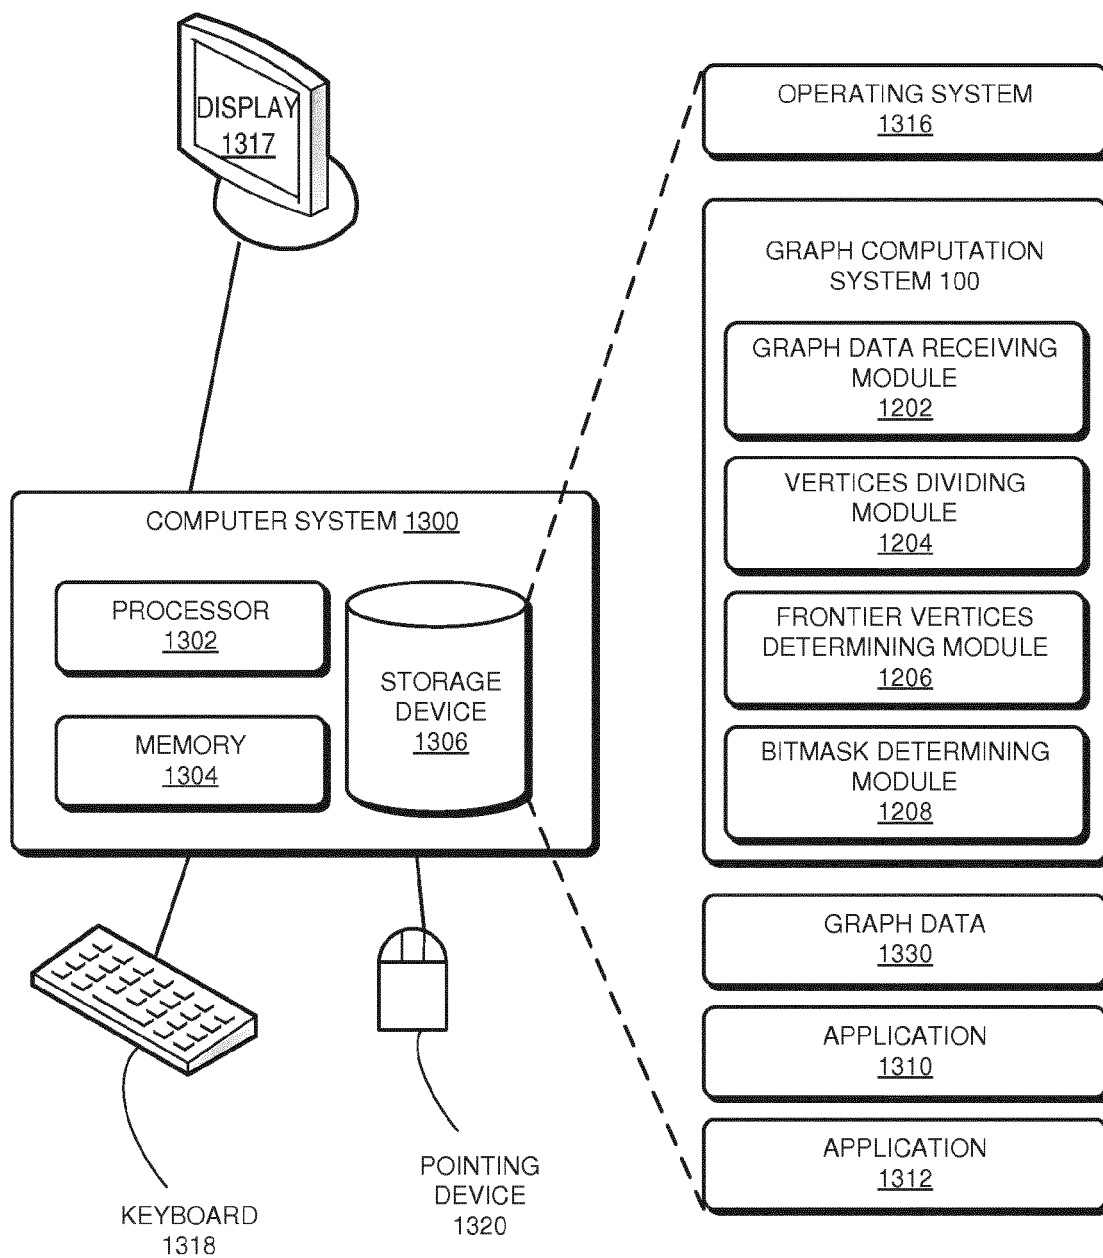 DISPLAY
1317
COMPUTER SYSTEM 1300
PROCESSOR
1302
MEMORY
1304
STORAGE
DEVICE
1306
KEYBOARD
1318
POINTING
DEVICE
1320
OPERATING SYSTEM
1316
GRAPH COMPUTATION
SYSTEM 100
GRAPH DATA RECEIVING
MODULE
1202
VERTICES DIVIDING
MODULE
1204
FRONTIER VERTICES
DETERMINING MODULE
1206
BITMASK DETERMINING
MODULE
1208
GRAPH DATA
1330
APPLICATION
1310
APPLICATION
1312